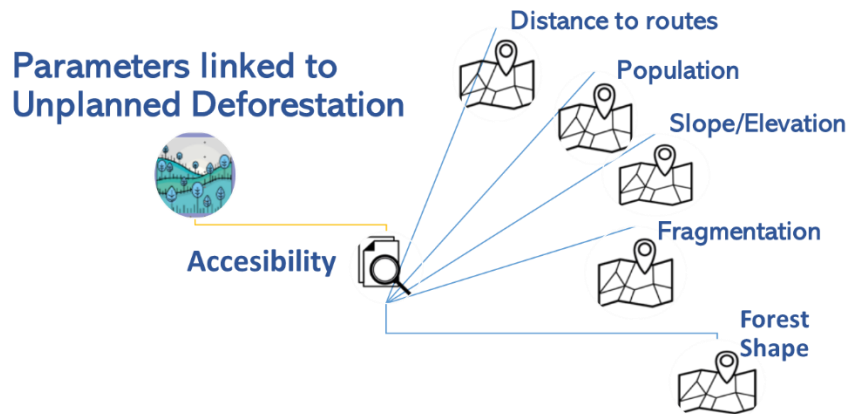 Parameters linked to
Unplanned Deforestation
Distance to routes
Population
Slope/Elevation
Accesibility
Fragmentation
Forest
Shape